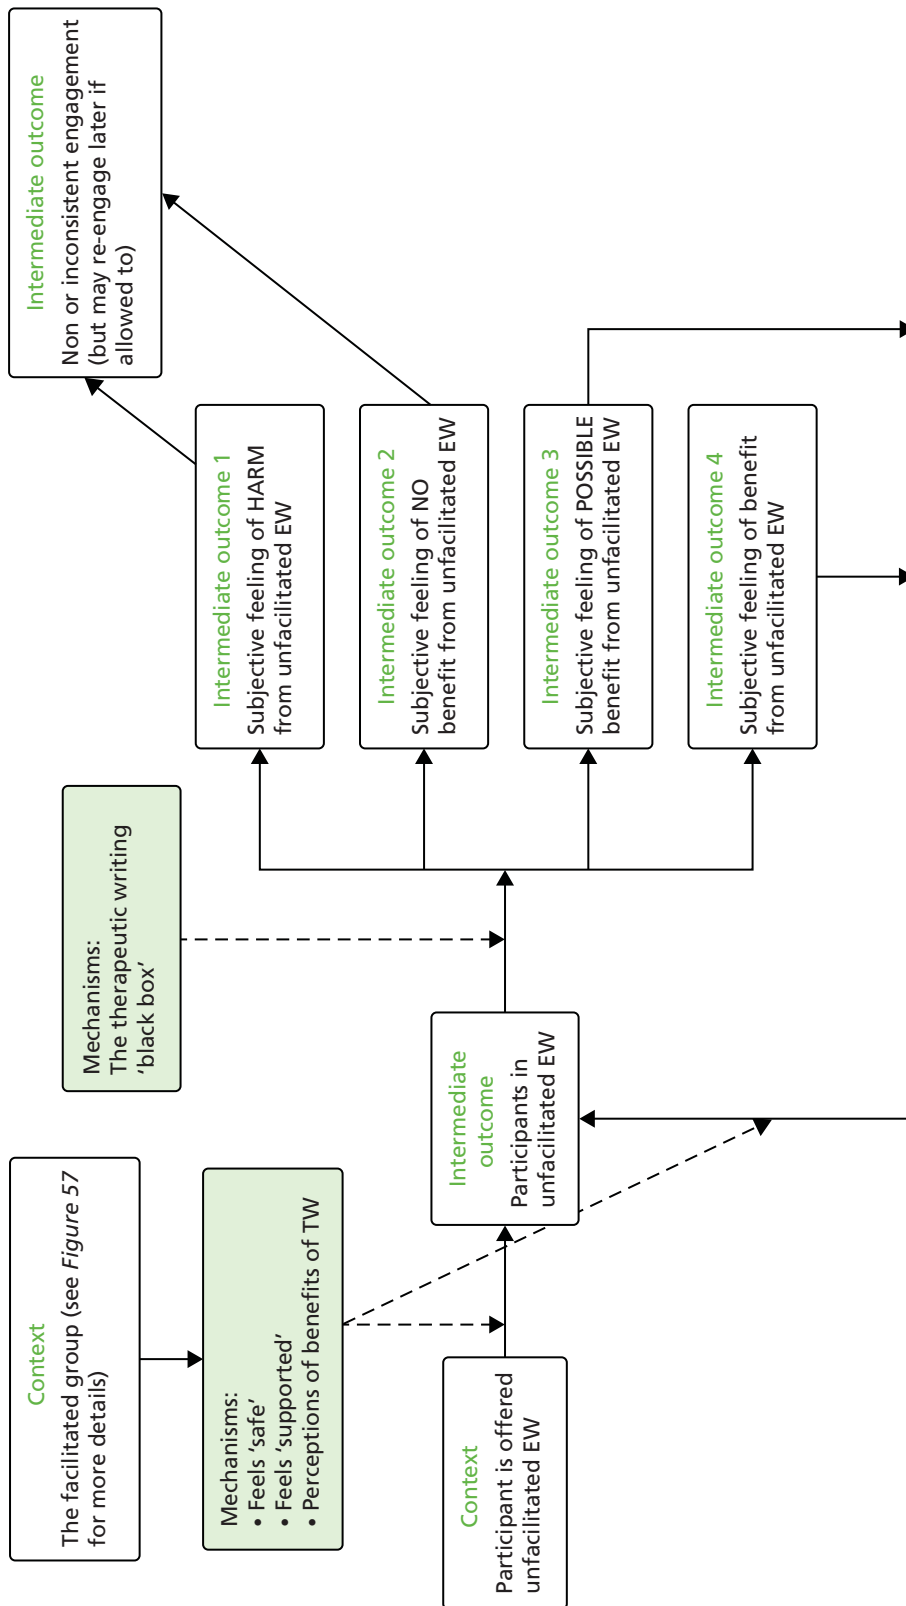 Context
The facilitated group (see Figure 57
for more details)
Mechanisms:
• Feels ‘safe’
• Feels ‘supported’
• Perceptions of benefits of TW
Context
Participant is offered
unfacilitated EW
Mechanisms:
The therapeutic writing
‘black box’
Intermediate
outcome
Participants in
unfacilitated EW
Intermediate outcome
Non or inconsistent engagement
(but may re-engage later if
allowed to)
Intermediate outcome 1
Subjective feeling of HARM
from unfacilitated EW
Intermediate outcome 2
Subjective feeling of NO
benefit from unfacilitated EW
Intermediate outcome 3
Subjective feeling of POSSIBLE
benefit from unfacilitated EW
Intermediate outcome 4
Subjective feeling of benefit
from unfacilitated EW